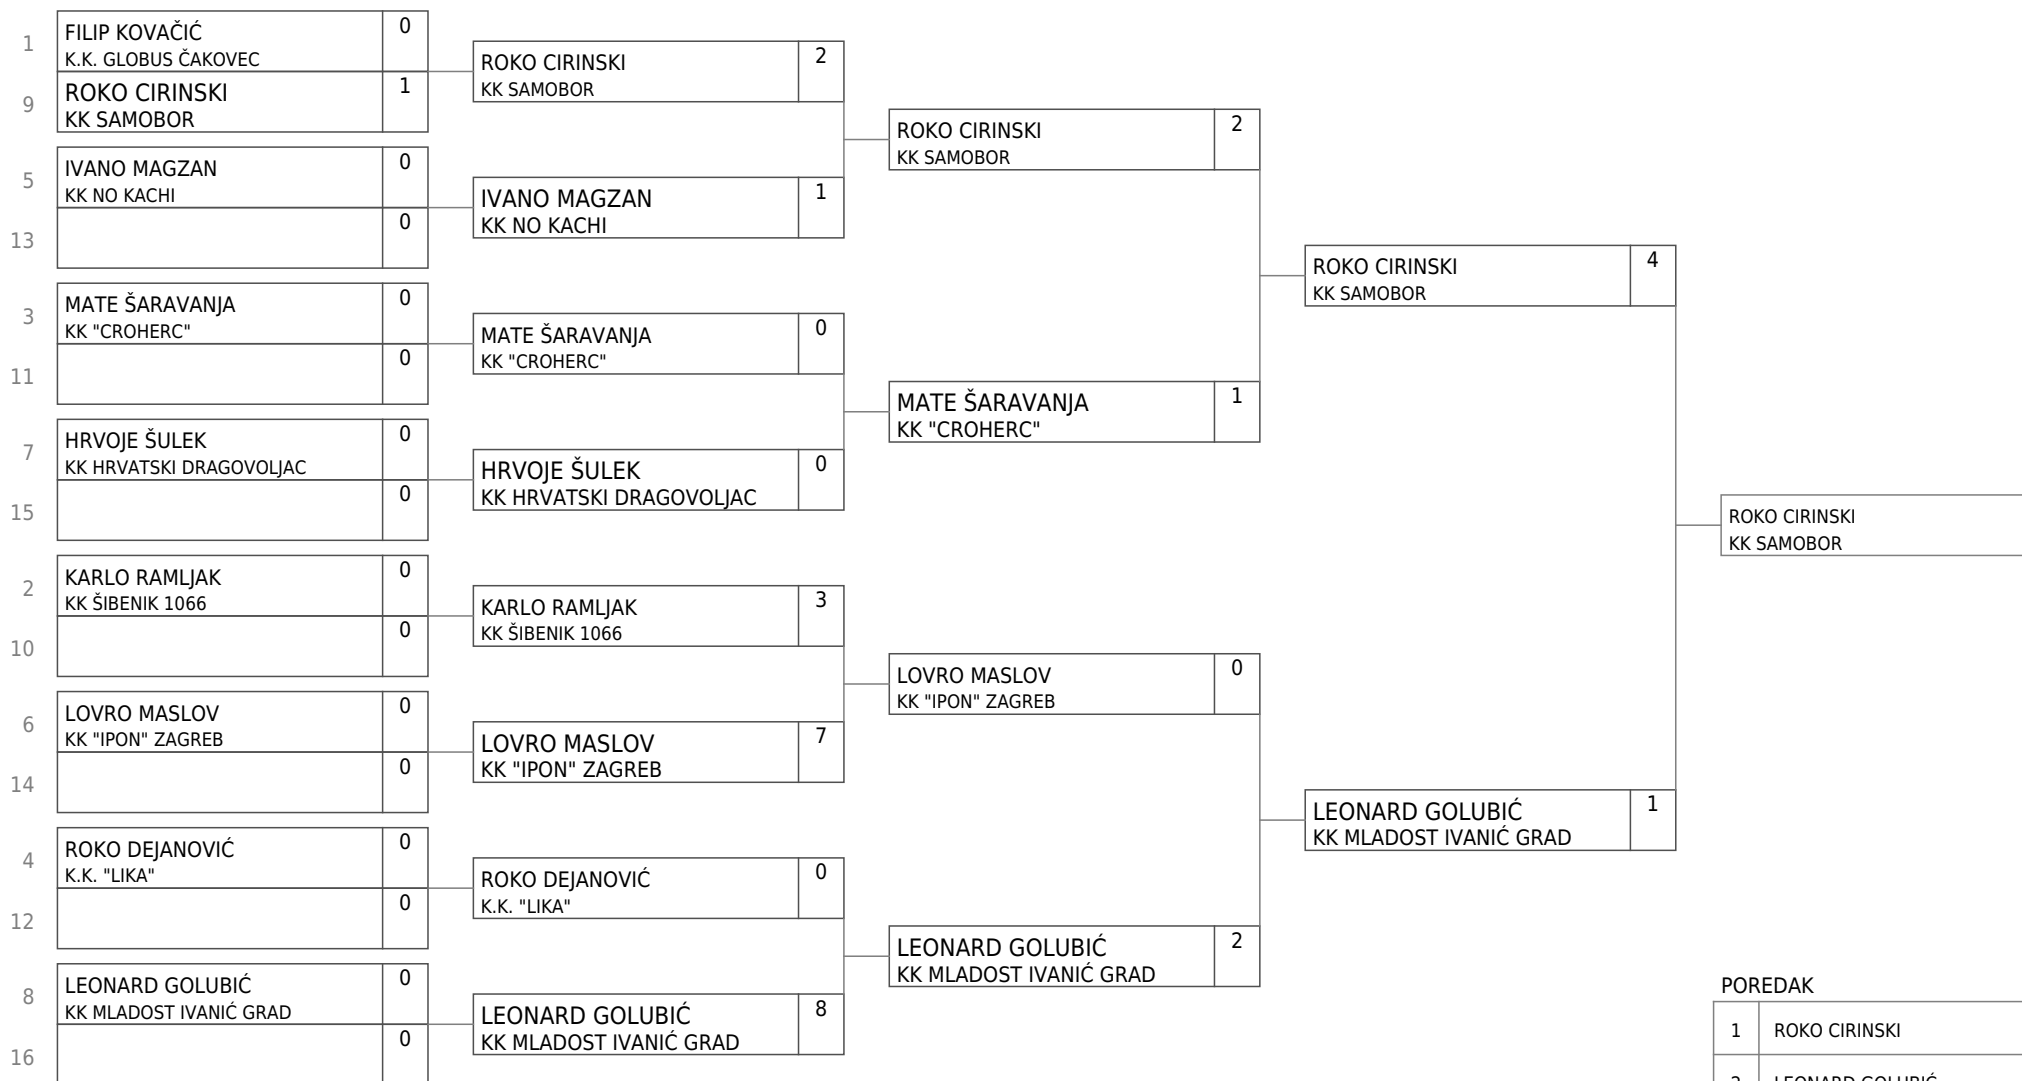 1
FILIP KOVAČIĆ
K.K. GLOBUS ČAKOVEC
0
9
ROKO CIRINSKI
KK SAMOBOR
1
5
IVANO MAGZAN
KK NO KACHI
0
13
0
3
MATE ŠARAVANJA
KK "CROHERC"
0
11
0
7
HRVOJE ŠULEK
KK HRVATSKI DRAGOVOLJAC
0
15
0
2
KARLO RAMLJAK
KK ŠIBENIK 1066
0
10
0
6
LOVRO MASLOV
KK "IPON" ZAGREB
0
14
0
4
ROKO DEJANOVIĆ
K.K. "LIKA"
0
12
0
8
LEONARD GOLUBIĆ
KK MLADOST IVANIĆ GRAD
0
16
0
ROKO CIRINSKI
KK SAMOBOR
2
IVANO MAGZAN
KK NO KACHI
1
MATE ŠARAVANJA
KK "CROHERC"
0
HRVOJE ŠULEK
KK HRVATSKI DRAGOVOLJAC
0
KARLO RAMLJAK
KK ŠIBENIK 1066
3
LOVRO MASLOV
KK "IPON" ZAGREB
7
ROKO DEJANOVIĆ
K.K. "LIKA"
0
LEONARD GOLUBIĆ
KK MLADOST IVANIĆ GRAD
8
ROKO CIRINSKI
KK SAMOBOR
2
MATE ŠARAVANJA
KK "CROHERC"
1
LOVRO MASLOV
KK "IPON" ZAGREB
0
LEONARD GOLUBIĆ
KK MLADOST IVANIĆ GRAD
2
ROKO CIRINSKI
KK SAMOBOR
4
LEONARD GOLUBIĆ
KK MLADOST IVANIĆ GRAD
1
ROKO CIRINSKI
KK SAMOBOR
POREDAK
1 ROKO CIRINSKI
2 LEONARD GOLUBIĆ